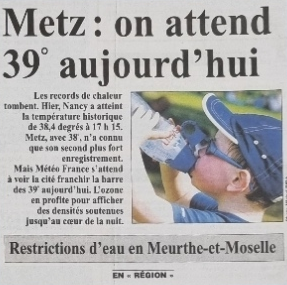 Metz : on attend
39° aujourd'hui
Les records de chaleur
tombent. Hier, Nancy a atteint
la température historique
de 38,4 degrés à 17 h 15.
Metz, avec 38°, n'a connu
que son second plus fort
enregistrement.
Mais Météo France s'attend
à voir la cité franchir la barre
des 39° aujourd'hui. L'ozone
en profite pour afficher
des densités soutenues
jusqu'au cœur de la nuit.
Restrictions d'eau en Meurthe-et-Moselle
EN « RÉGION »